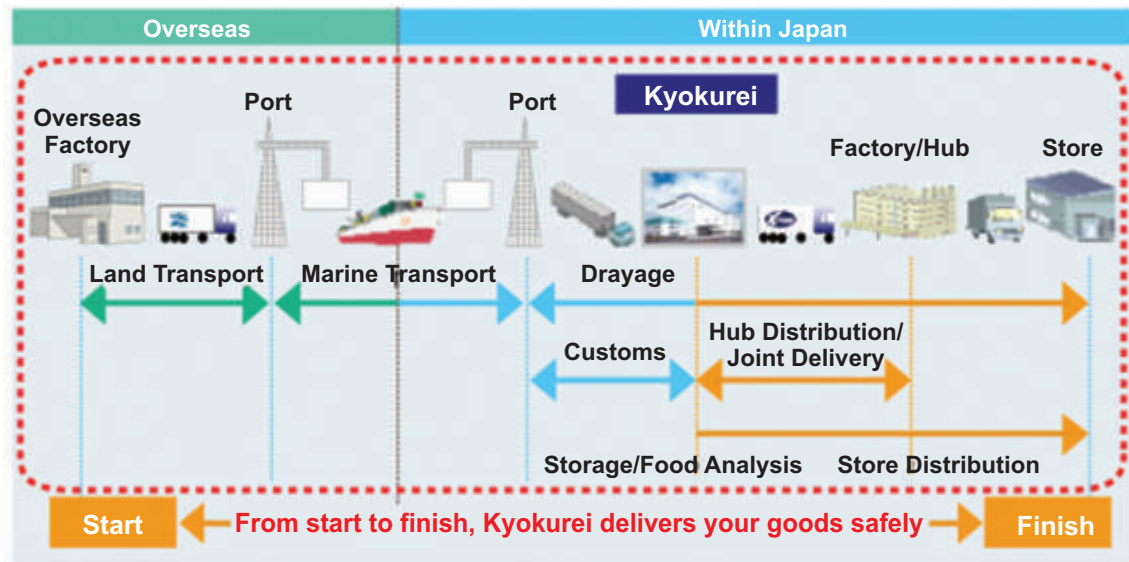 Overseas
Within Japan
Kyokurei
Port
Port
Overseas
Factory
Factory/Hub
Store
Land Transport
Marine Transport
Drayage
Customs
Hub Distribution/
Joint Delivery
Storage/Food Analysis
Store Distribution
Start
From start to finish, Kyokurei delivers your goods safely
Finish